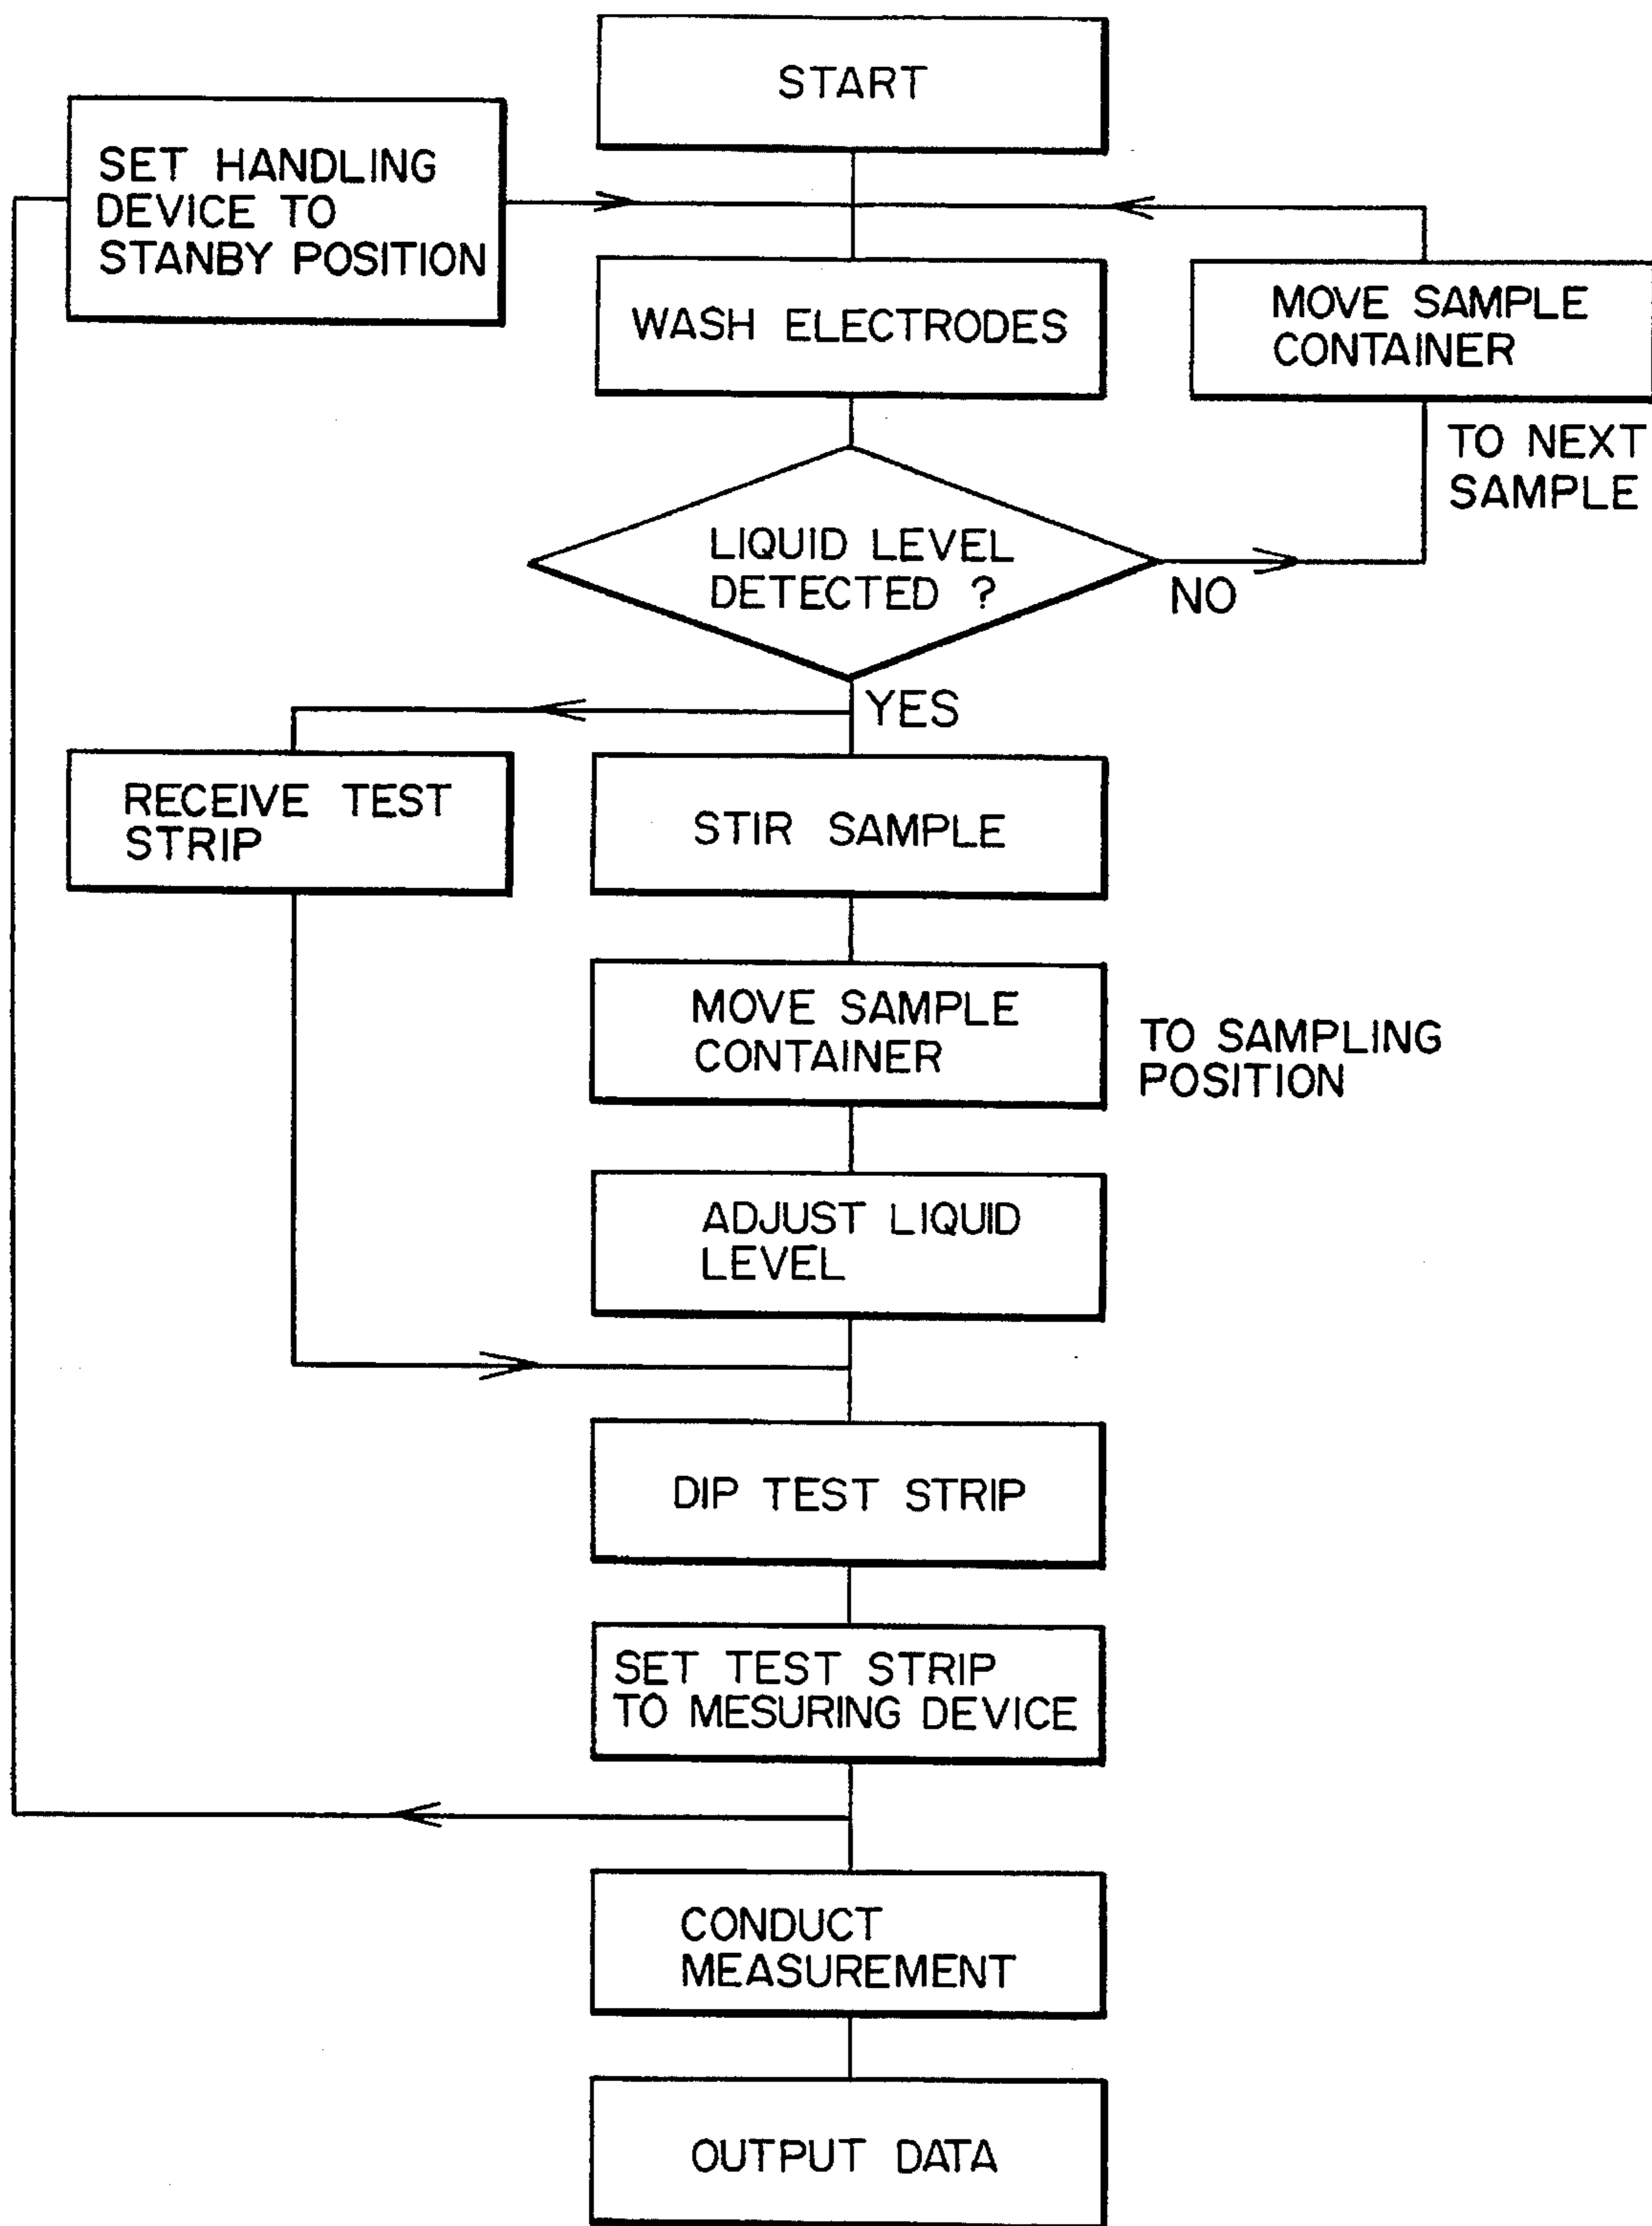 START
SET HANDLING
DEVICE TO
STANBY POSITION
WASH ELECTRODES
MOVE SAMPLE
CONTAINER
TO NEXT
SAMPLE
LIQUID LEVEL
DETECTED ?
NO
YES
RECEIVE TEST
STRIP
STIR SAMPLE
MOVE SAMPLE
CONTAINER
TO SAMPLING
POSITION
ADJUST LIQUID
LEVEL
DIP TEST STRIP
SET TEST STRIP
TO MESURING DEVICE
CONDUCT
MEASUREMENT
OUTPUT DATA